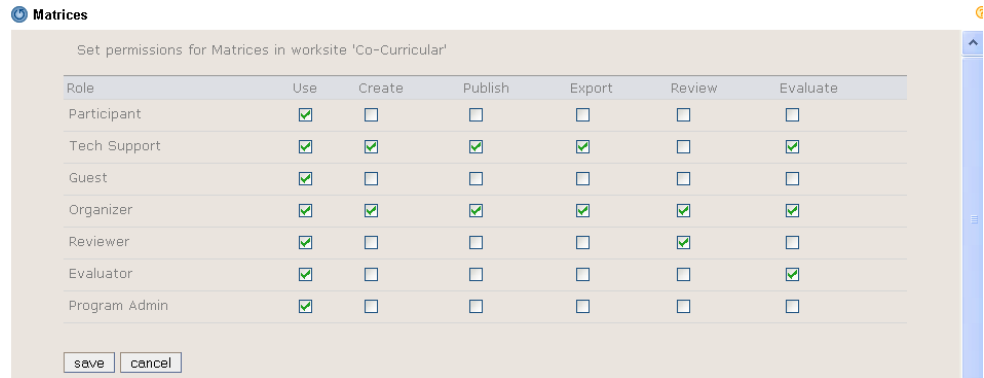 Matrices
Set permissions for Matrices in worksite 'Co-Curricular'
Role Use Create Publish Export Review Evaluate
Participant
Tech Support
Guest
Organizer
Reviewer
Evaluator
Program Admin
save cancel